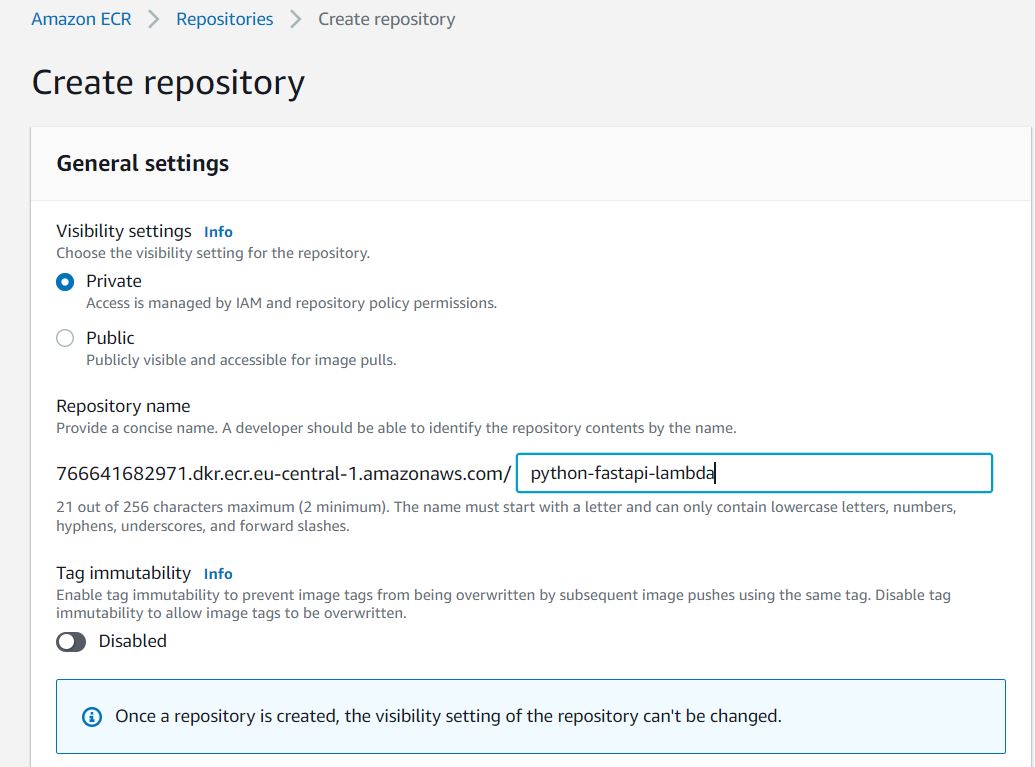 Amazon ECR > Repositories > Create repository
Create repository
General settings
Visibility settings Info
Choose the visibility setting for the repository.
Private
Access is managed by IAM and repository policy permissions.
Public
Publicly visible and accessible for image pulls.
Repository name
Provide a concise name. A developer should be able to identify the repository contents by the name.
766641682971.dkr.ecr.eu-central-1.amazonaws.com/ python-fastapi-lambda
21 out of 256 characters maximum (2 minimum). The name must start with a letter and can only contain lowercase letters, numbers,
hyphens, underscores, and forward slashes.
Tag immutability Info
Enable tag immutability to prevent image tags from being overwritten by subsequent image pushes using the same tag. Disable tag
immutability to allow image tags to be overwritten.
Disabled
Once a repository is created, the visibility setting of the repository can't be changed.